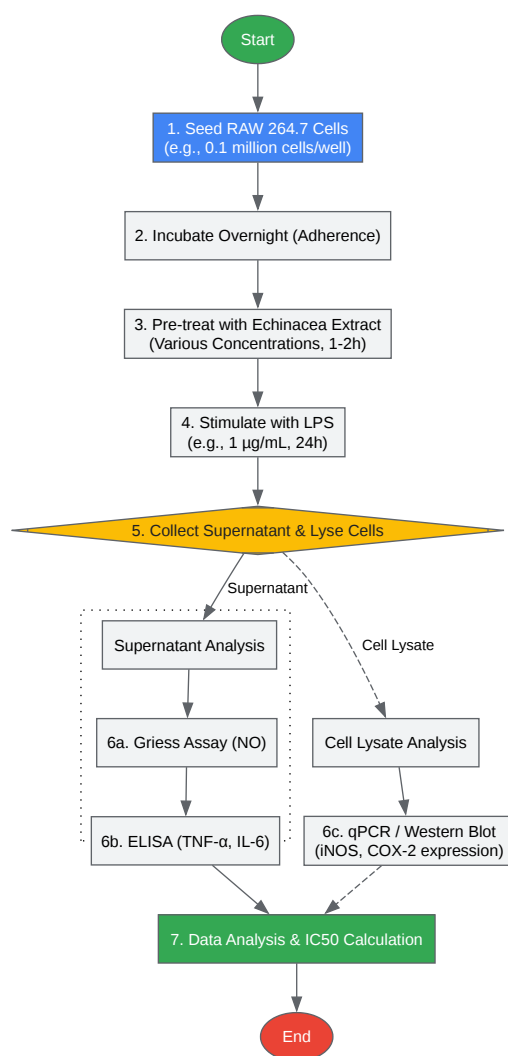 Start
1. Seed RAW 264.7 Cells
(e.g., 0.1 million cells/well)
2. Incubate Overnight (Adherence)
3. Pre-treat with Echinacea Extract
(Various Concentrations, 1-2h)
4. Stimulate with LPS
(e.g., 1 µg/mL, 24h)
5. Collect Supernatant & Lyse Cells
Supernatant
Supernatant Analysis
6a. Griess Assay (NO)
6b. ELISA (TNF-α, IL-6)
Cell Lysate
Cell Lysate Analysis
6c. qPCR / Western Blot
(iNOS, COX-2 expression)
7. Data Analysis & IC50 Calculation
End